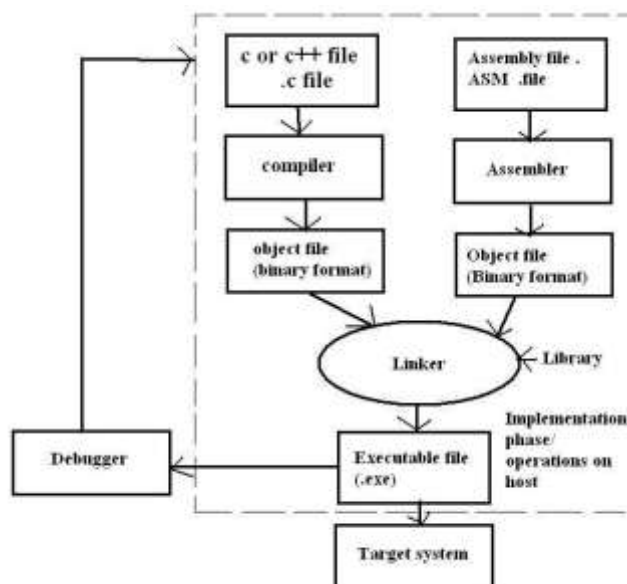 c or c++ file
.c file
Assembly file .
ASM .file
compiler
Assembler
object file
(binary format)
Object file
(Binary format)
Linker
Library
Implementation
phase/
operations on
host
Debugger
Executable file
(.exe)
Target system